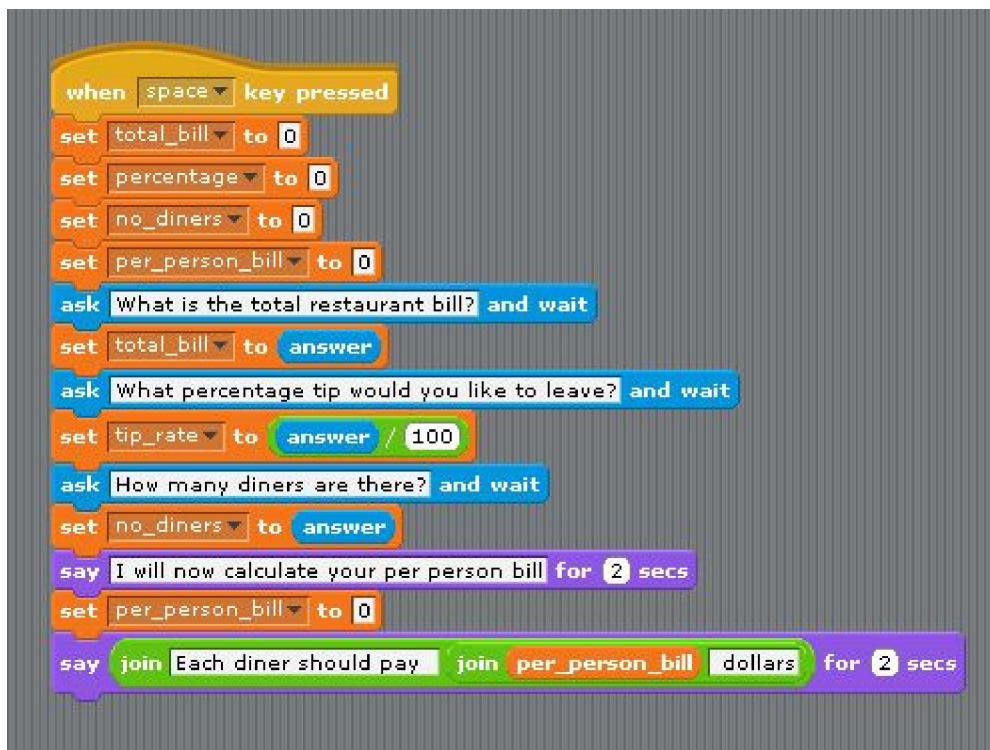 when space key pressed
set total_bill to 0
set percentage to 0
set no_diners to 0
set per_person_bill to 0
ask What is the total restaurant bill? and wait
set total_bill to answer
ask What percentage tip would you like to leave? and wait
set tip_rate to answer / 100
ask How many diners are there? and wait
set no_diners to answer
say I will now calculate your per person bill for 2 secs
set per_person_bill to 0
say join Each diner should pay join per_person_bill dollars for 2 secs